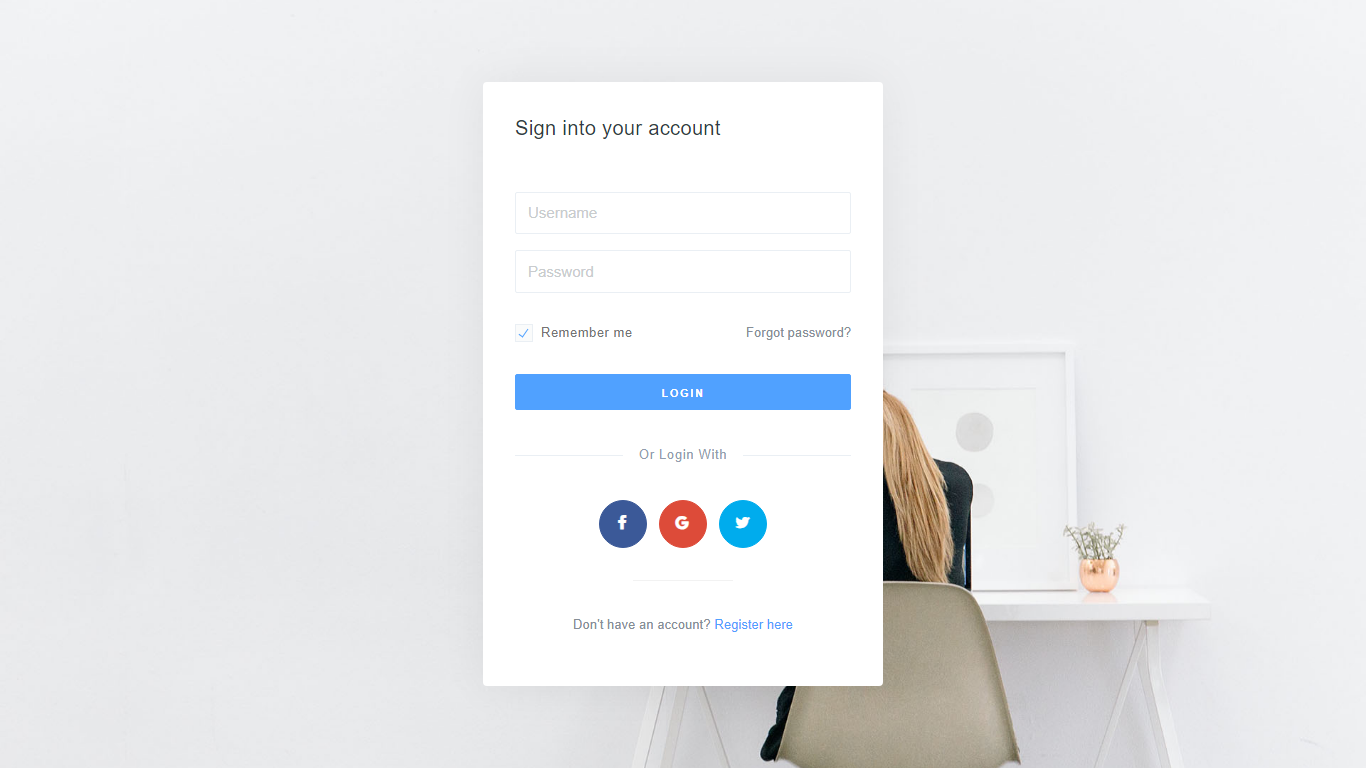 Sign into your account
Username
Password
Remember me
Forgot password?
LOGIN
Or Login With
Don't have an account? Register here